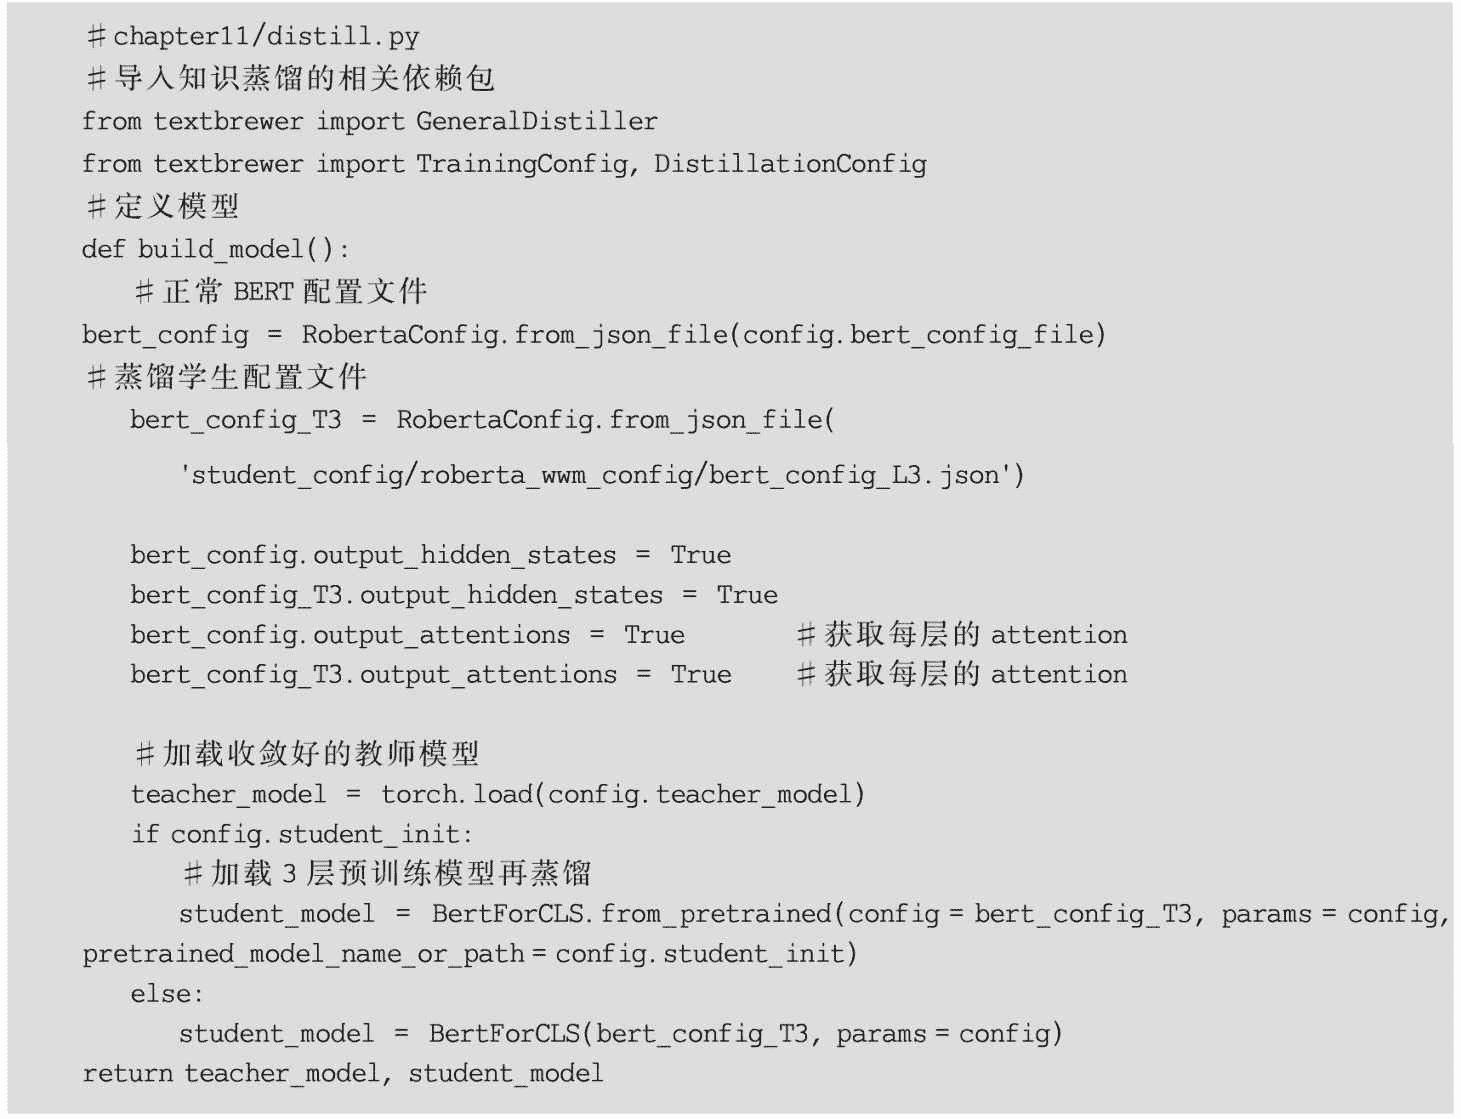 #chapter11/distill.py
#导入知识蒸馏的相关依赖包
from textbrewer import GeneralDistiller
from textbrewer import TrainingConfig, DistillationConfig
#定义模型
def build_model():
   #正常 BERT 配置文件
bert_config = RobertaConfig.from_json_file(config.bert_config_file)
#蒸馏学生配置文件
   bert_config_T3 = RobertaConfig.from_json_file(
      'student_config/roberta_wwm_config/bert_config_L3.json')
   bert_config.output_hidden_states = True
   bert_config_T3.output_hidden_states = True
   bert_config.output_attentions = True    #获取每层的 attention
   bert_config_T3.output_attentions = True    #获取每层的 attention
   #加载收敛好的教师模型
   teacher_model = torch.load(config.teacher_model)
   if config.student_init:
      #加载 3 层预训练模型再蒸馏
      student_model = BertForCLS.from_pretrained(config = bert_config_T3, params = config,
pretrained_model_name_or_path = config.student_init)
   else:
      student_model = BertForCLS(bert_config_T3, params = config)
return teacher_model, student_model